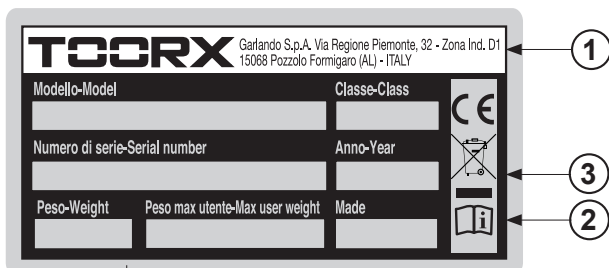 TOORX
Garlando S.p.A. Via Regione Piemonte, 32 - Zona Ind. D1
15068 Pozzolo Formigaro (AL) - ITALY
1
Modello-Model
Classe-Class
CE
Numero di serie-Serial number
Anno-Year
3
Peso-Weight
Peso max utente-Max user weight
Made
i
2